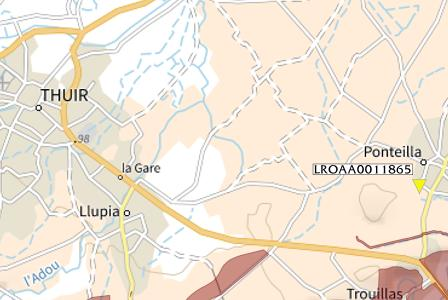 THUIR
98
la Gare
Ponteilla
LROAA0011865
Llupia
l'Adou
Trouillas